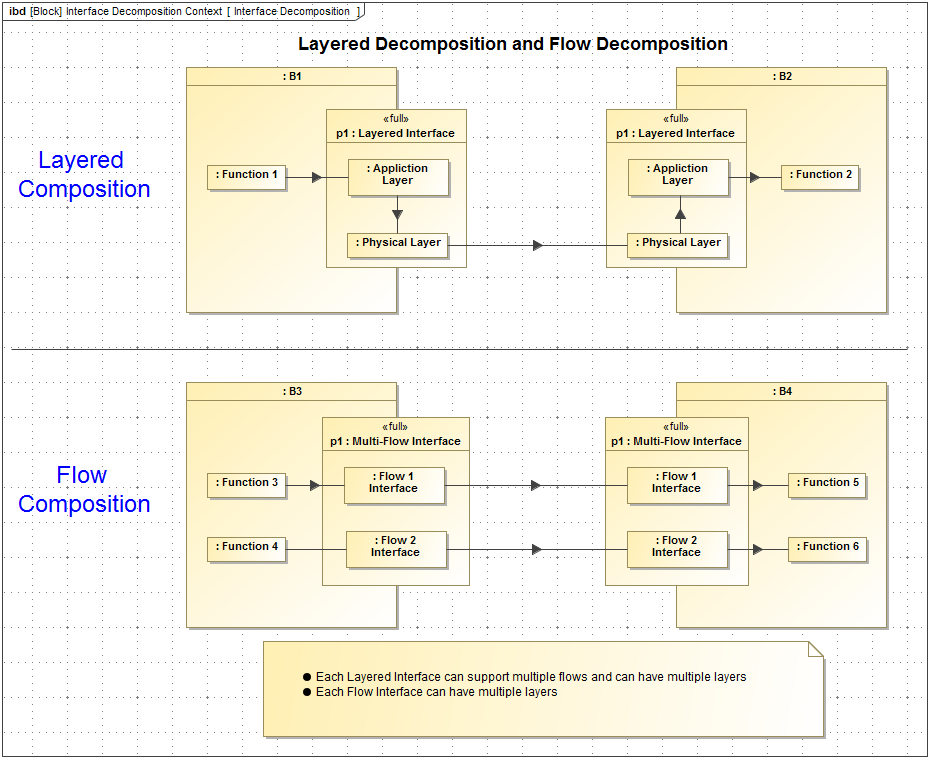 ibd [Block] Interface Decomposition Context [ Interface Decomposition ]
Layered Decomposition and Flow Decomposition
: B1
: B2
«full»
p1 : Layered Interface
«full»
p1 : Layered Interface
Layered
Composition
: Function 1
: Appliction
Layer
: Appliction
Layer
: Function 2
: Physical Layer
: Physical Layer
: B3
: B4
«full»
p1 : Multi-Flow Interface
«full»
p1 : Multi-Flow Interface
Flow
Composition
: Function 3
: Flow 1
Interface
: Flow 1
Interface
: Function 5
: Function 4
: Flow 2
Interface
: Flow 2
Interface
: Function 6
● Each Layered Interface can support multiple flows and can have multiple layers
● Each Flow Interface can have multiple layers